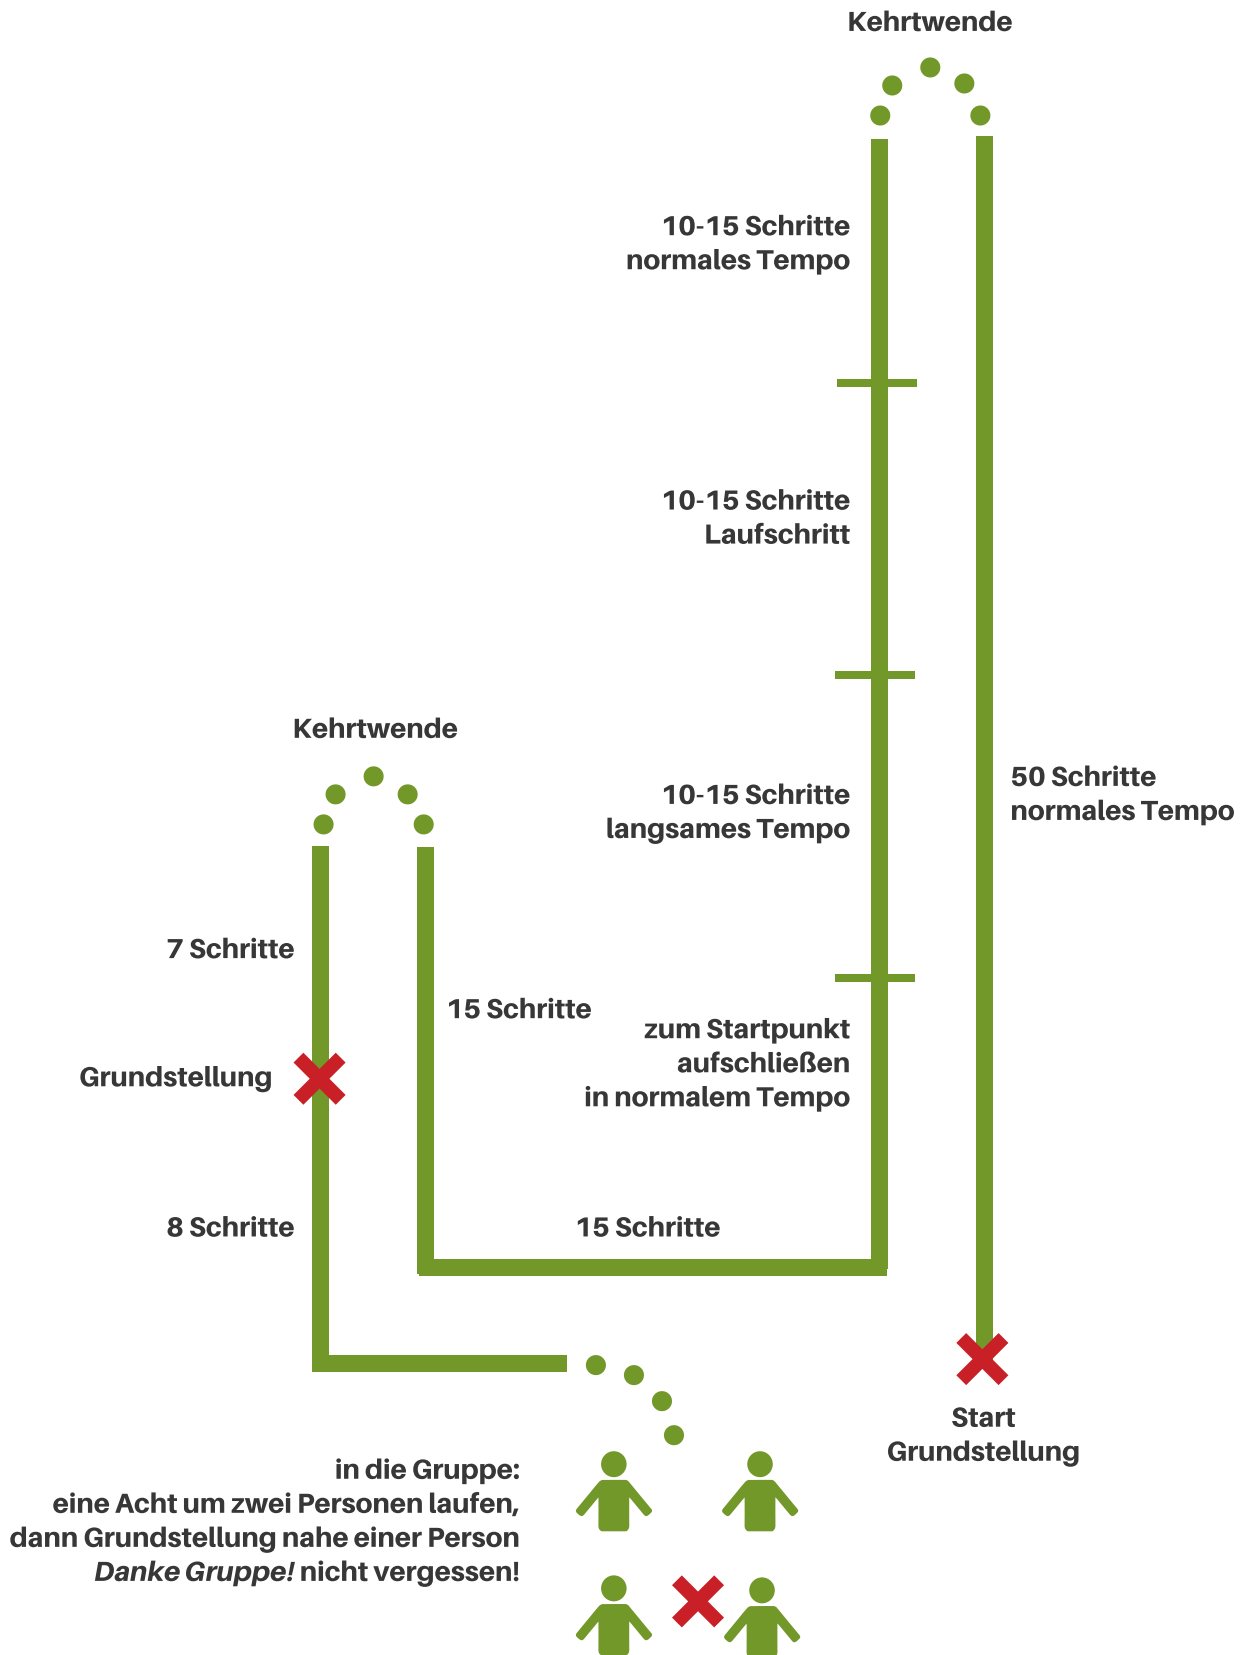 Kehrtwende
10-15 Schritte
normales Tempo
10-15 Schritte
Laufschritt
Kehrtwende
50 Schritte
normales Tempo
10-15 Schritte
langsames Tempo
7 Schritte
15 Schritte
zum Startpunkt
aufschließen
in normalem Tempo
Grundstellung
8 Schritte
15 Schritte
Start
Grundstellung
in die Gruppe:
eine Acht um zwei Personen laufen,
dann Grundstellung nahe einer Person
Danke Gruppe! nicht vergessen!